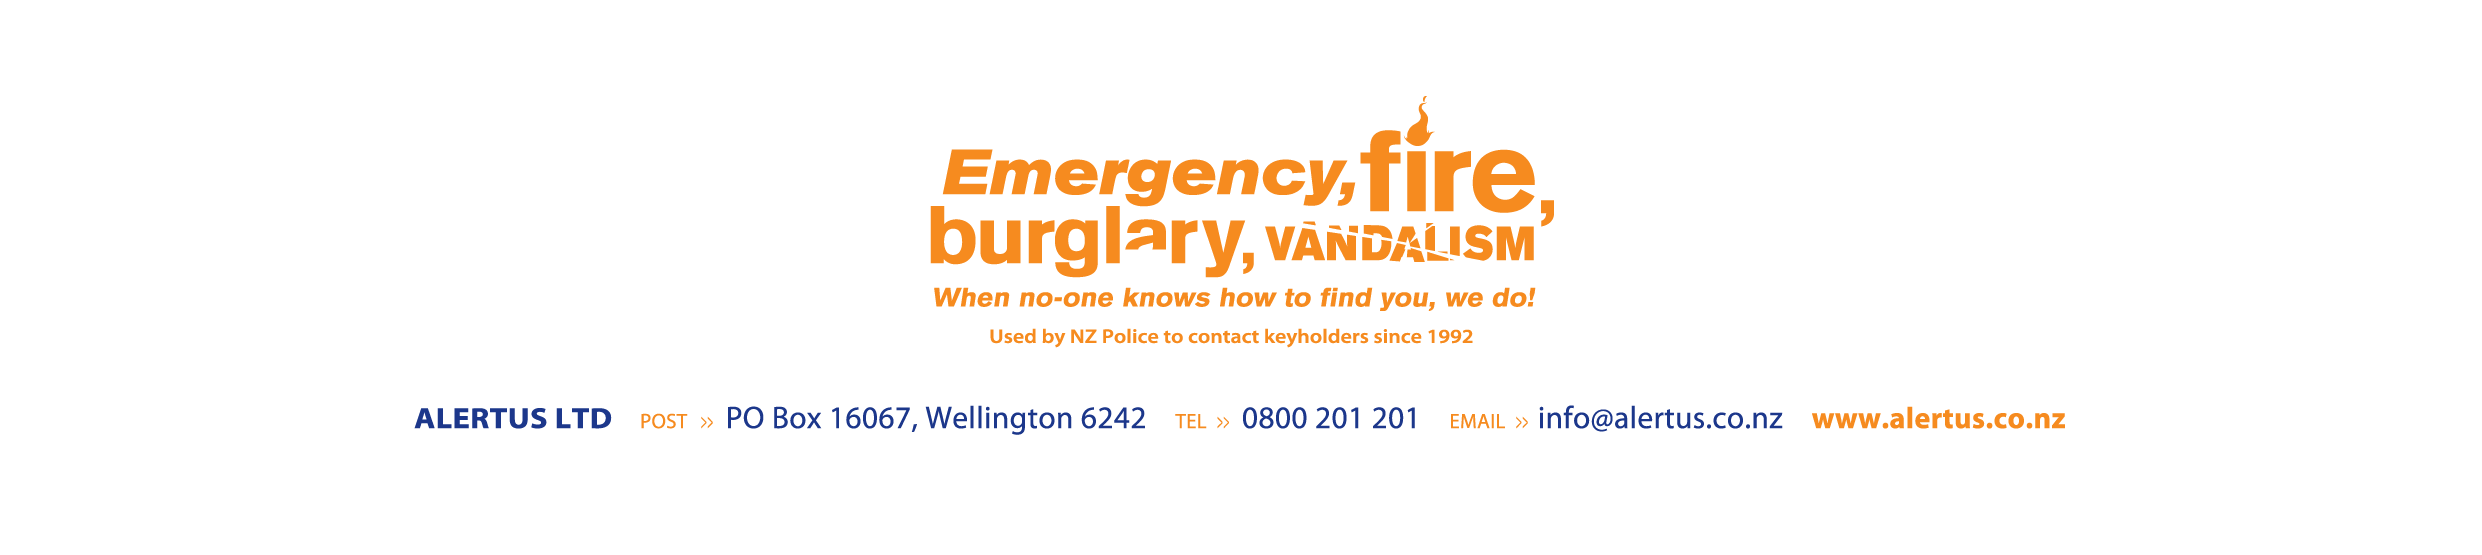 Emergency, fire,
burglary, VANDALISM
When no-one knows how to find you, we do!
Used by NZ Police to contact keyholders since 1992
ALERTUS LTD POST » PO Box 16067, Wellington 6242 TEL » 0800 201 201 EMAIL » info@alertus.co.nz www.alertus.co.nz